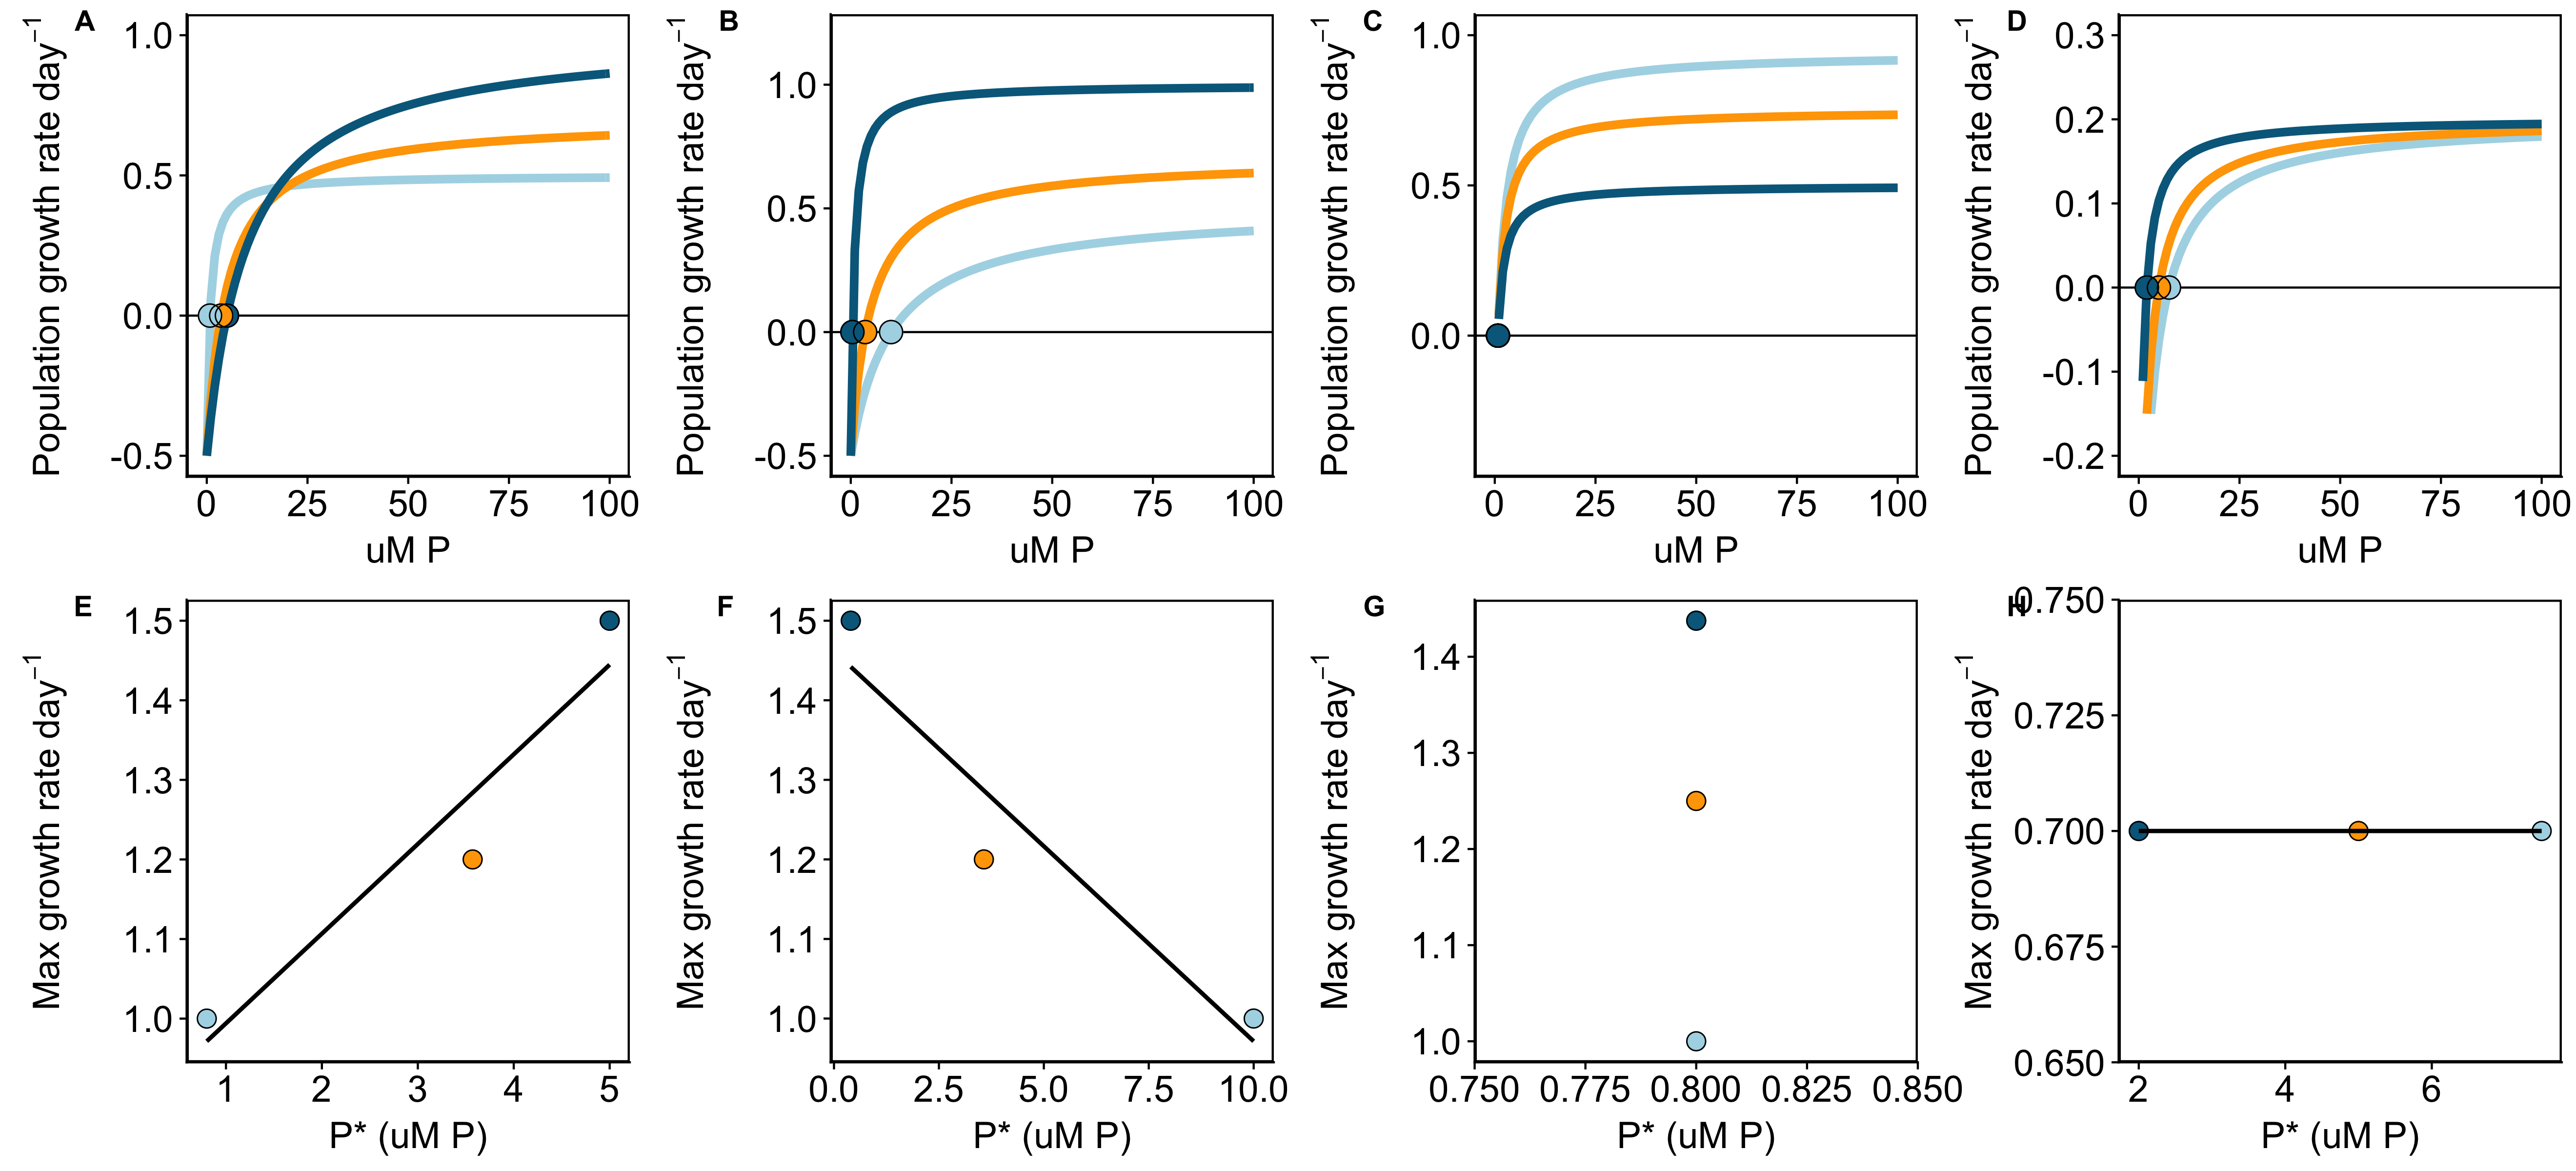 A
Population growth rate day⁻¹
1.0
0.5
0.0
-0.5
0 25 50 75 100
uM P
B
Population growth rate day⁻¹
1.0
0.5
0.0
-0.5
0 25 50 75 100
uM P
C
Population growth rate day⁻¹
1.0
0.5
0.0
0 25 50 75 100
uM P
D
Population growth rate day⁻¹
0.3
0.2
0.1
0.0
-0.1
-0.2
0 25 50 75 100
uM P
E
Max growth rate day⁻¹
1.5
1.4
1.3
1.2
1.1
1.0
1 2 3 4 5
P* (uM P)
F
Max growth rate day⁻¹
1.5
1.4
1.3
1.2
1.1
1.0
0.0 2.5 5.0 7.5 10.0
P* (uM P)
G
Max growth rate day⁻¹
1.4
1.3
1.2
1.1
1.0
0.750 0.775 0.800 0.825 0.850
P* (uM P)
H
Max growth rate day⁻¹
0.750
0.725
0.700
0.675
0.650
2 4 6
P* (uM P)